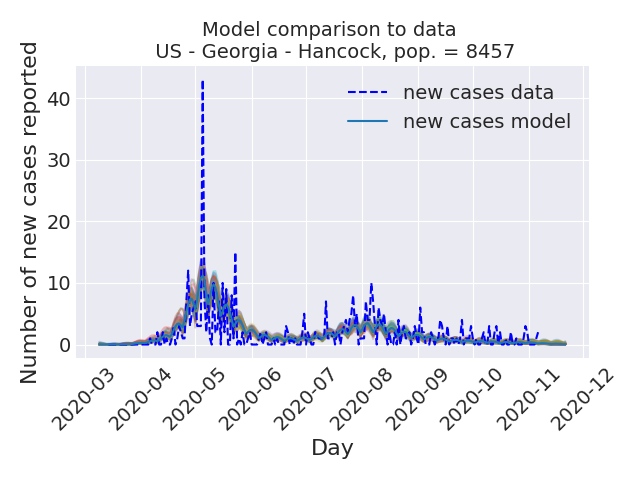 Model comparison to data
US - Georgia - Hancock, pop. = 8457
Number of new cases reported
40
30
20
10
0
new cases data
new cases model
2020-03
2020-04
2020-05
2020-06
2020-07
2020-08
2020-09
2020-10
2020-11
2020-12
Day